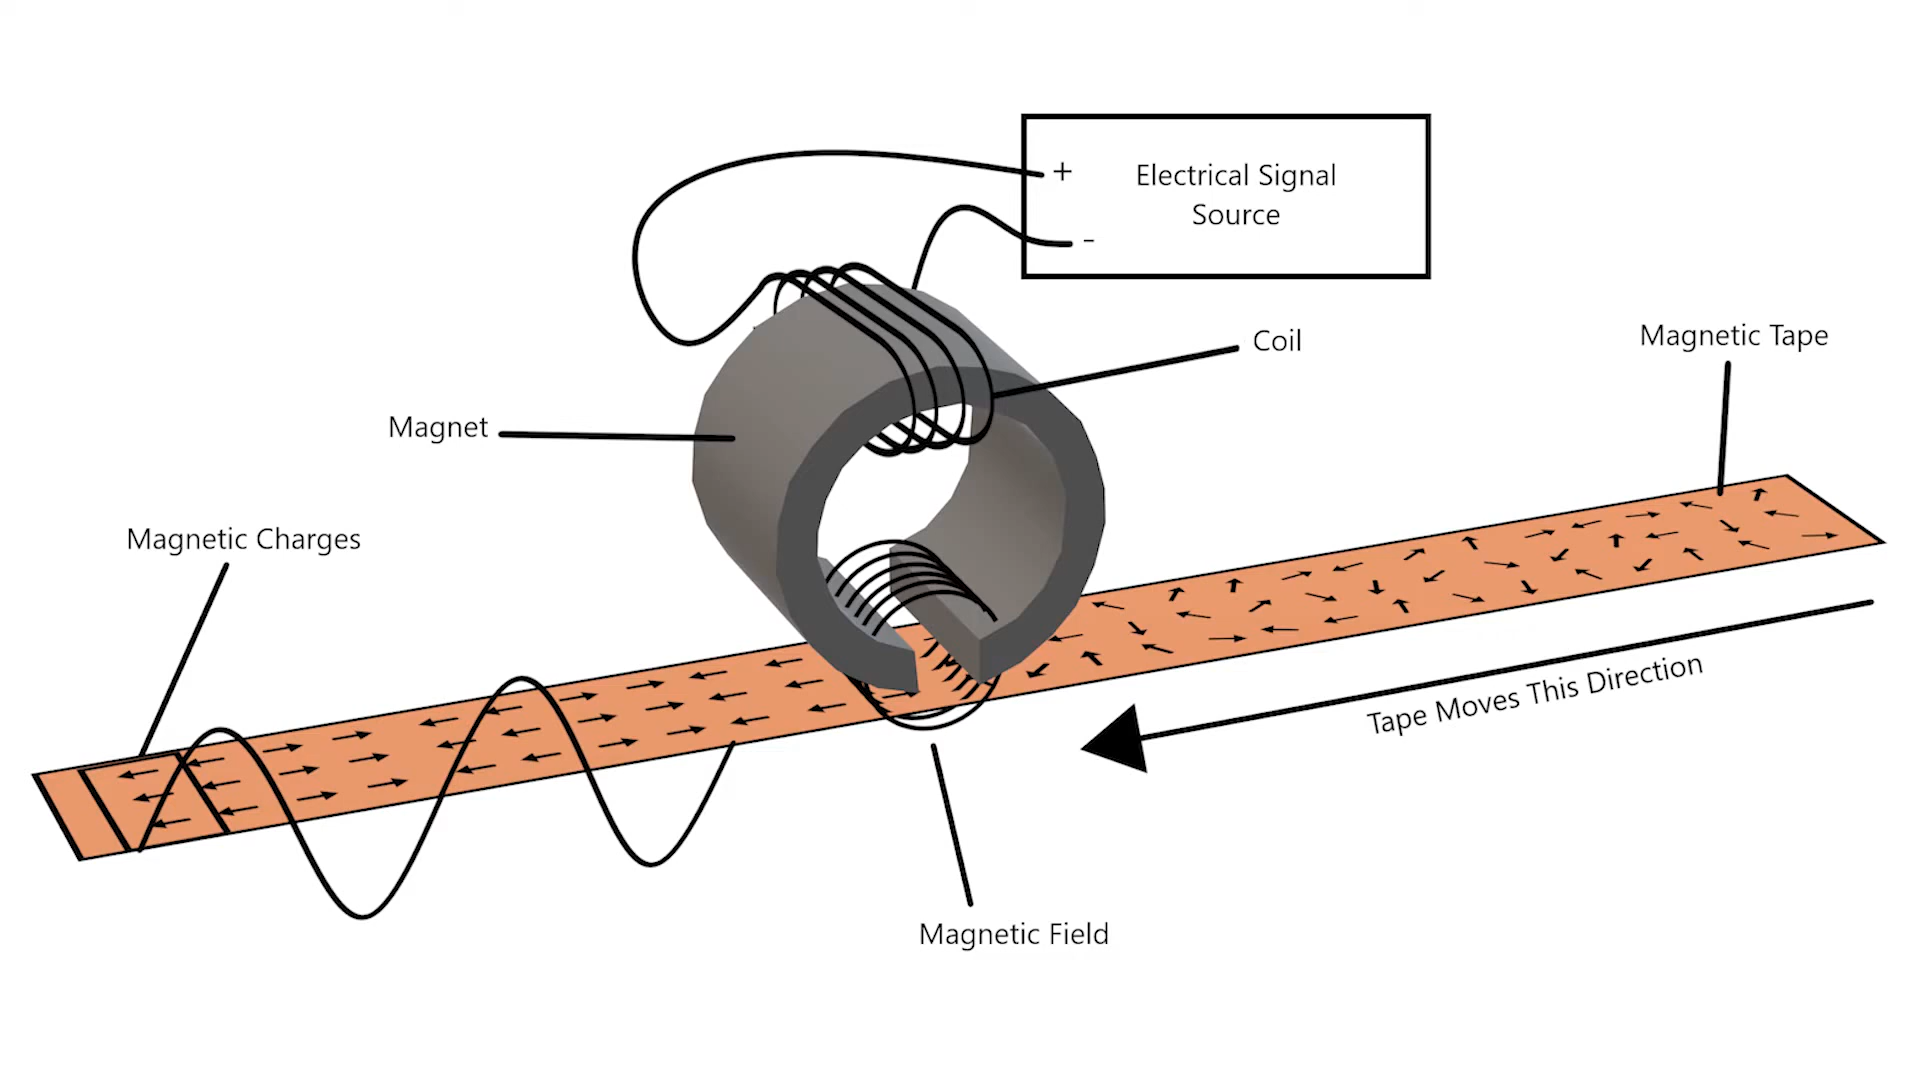 +
Electrical Signal
Source
-
Coil
Magnetic Tape
Magnet
Magnetic Charges
Tape Moves This Direction
Magnetic Field